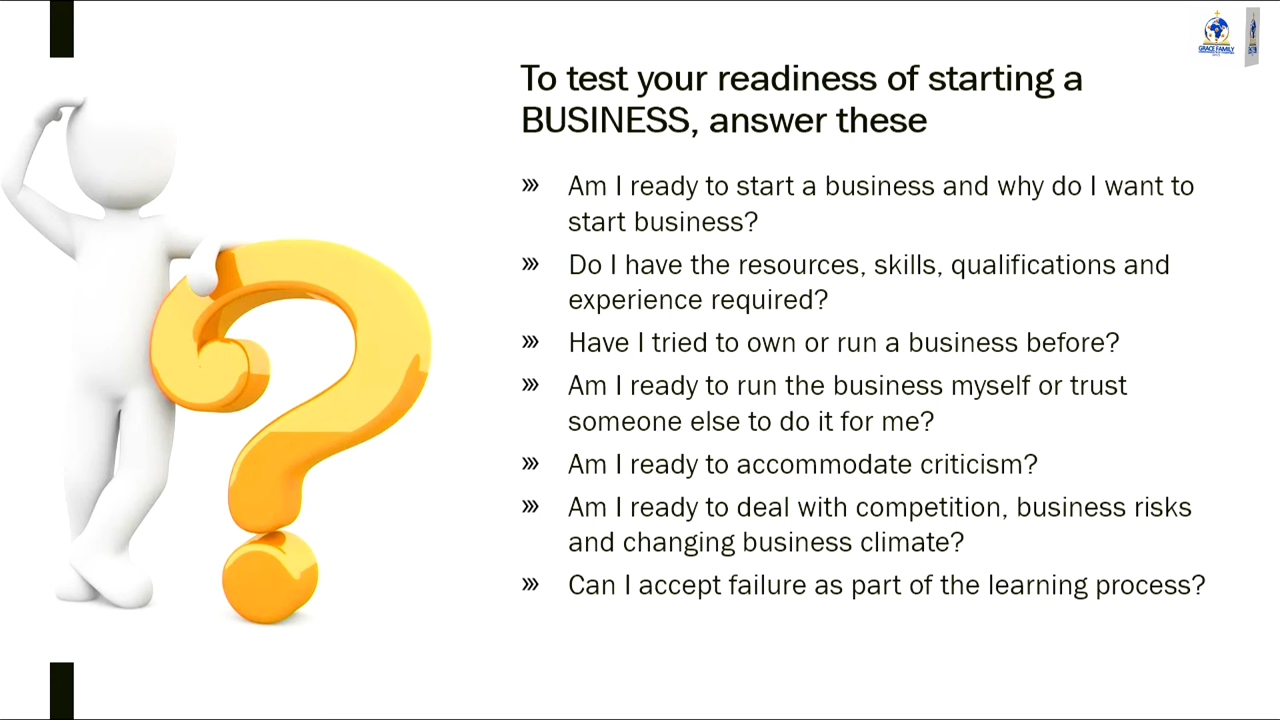 GRACE FAMILY
To test your readiness of starting a
BUSINESS, answer these
Am I ready to start a business and why do I want to
start business?
Do I have the resources, skills, qualifications and
experience required?
Have I tried to own or run a business before?
Am I ready to run the business myself or trust
someone else to do it for me?
Am I ready to accommodate criticism?
Am I ready to deal with competition, business risks
and changing business climate?
Can I accept failure as part of the learning process?